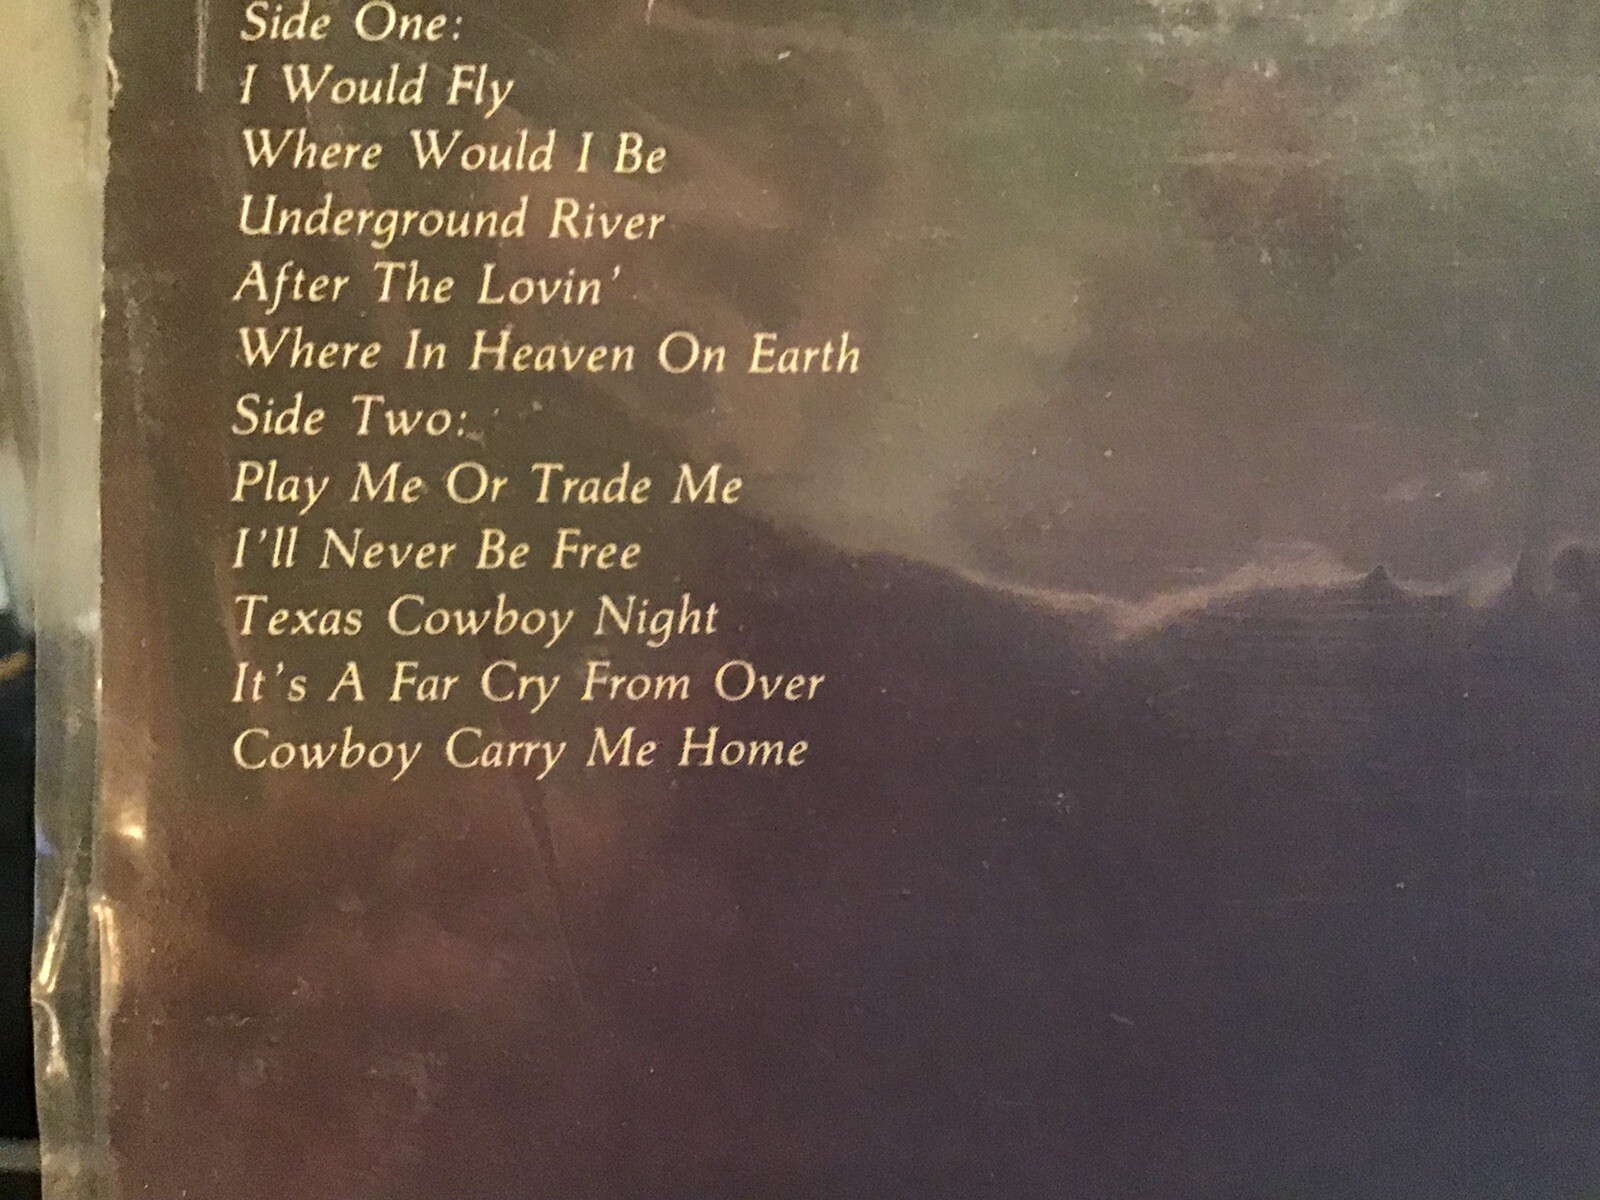 Side One:
I Would Fly
Where Would I Be
Underground River
After The Lovin'
Where In Heaven On Earth
Side Two:
Play Me Or Trade Me
I'll Never Be Free
Texas Cowboy Night
It's A Far Cry From Over
Cowboy Carry Me Home